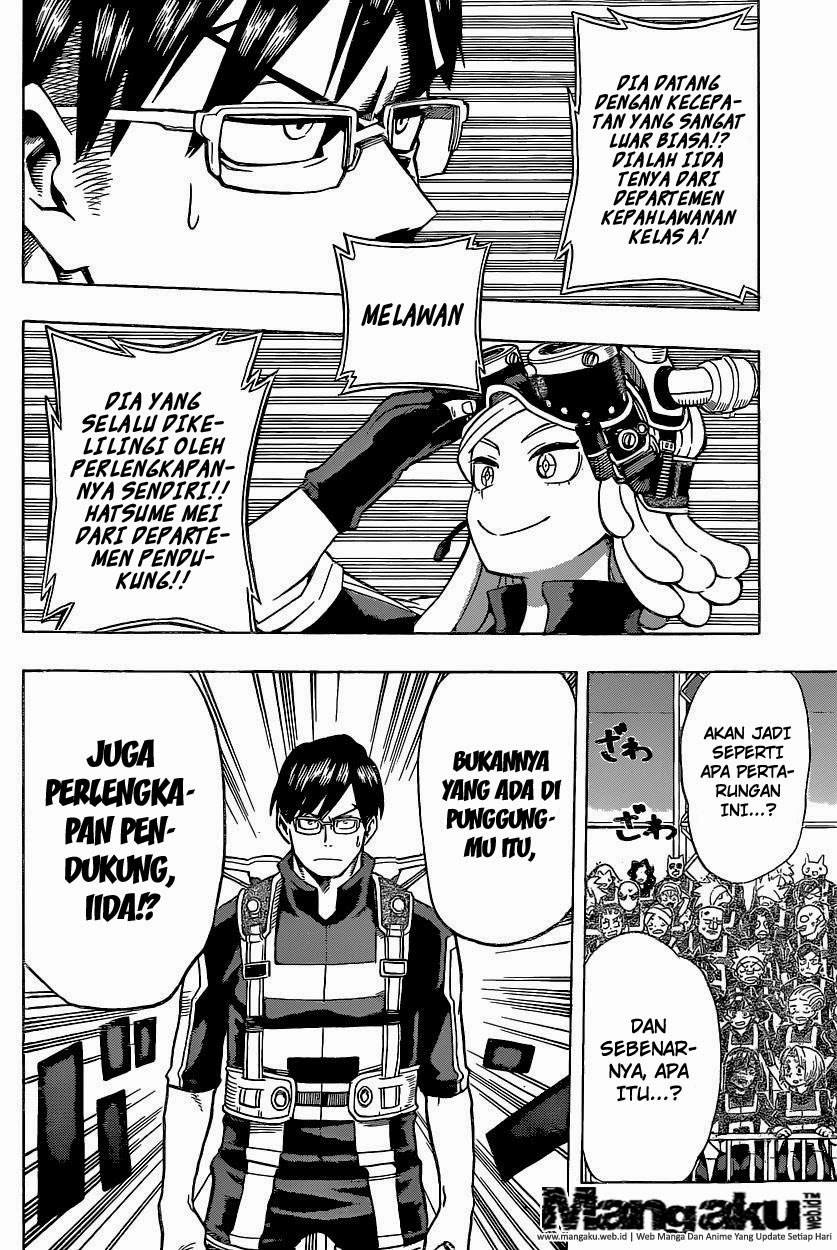 DIA DATANG
DENGAN KECEPA-
TAN YANG SANGAT
LUAR BIASA!?
DIALAH IIDA
TENYA DARI
DEPARTEMEN
KEPAHLAWANAN
KELAS A!
MELAWAN
DIA YANG
SELALU DIKE-
LILINGI OLEH
PERLENGKAPAN-
NYA SENDIRI!!
HATSUME MEI
DARI DEPARTE-
MEN PENDU-
KUNG!!
AKAN JADI
SEPERTI
APA PERTA-
RUNGAN
INI...?
ざわ
ざわ
DAN
SEBENAR-
NYA, APA
ITU...?
BUKANNYA
YANG ADA DI
PUNGGUNG-
MU ITU,
JUGA
PERLENGKA-
PAN PEN-
DUKUNG,
IIDA!?
Mangaku
www.mangaku.web.id | Web Manga Dan Anime Yang Update Setiap Hari